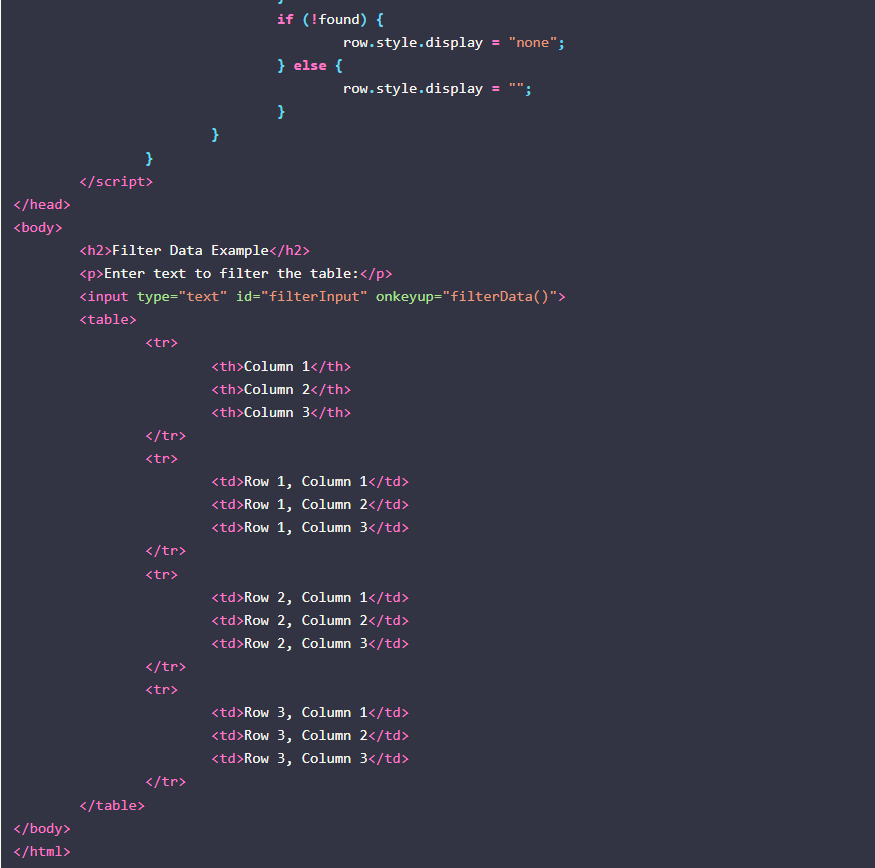 }
if (!found) {
row.style.display = "none";
} else {
row.style.display = "";
}
}
}
</script>
</head>
<body>
<h2>Filter Data Example</h2>
<p>Enter text to filter the table:</p>
<input type="text" id="filterInput" onkeyup="filterData()">
<table>
<tr>
<th>Column 1</th>
<th>Column 2</th>
<th>Column 3</th>
</tr>
<tr>
<td>Row 1, Column 1</td>
<td>Row 1, Column 2</td>
<td>Row 1, Column 3</td>
</tr>
<tr>
<td>Row 2, Column 1</td>
<td>Row 2, Column 2</td>
<td>Row 2, Column 3</td>
</tr>
<tr>
<td>Row 3, Column 1</td>
<td>Row 3, Column 2</td>
<td>Row 3, Column 3</td>
</tr>
</table>
</body>
</html>